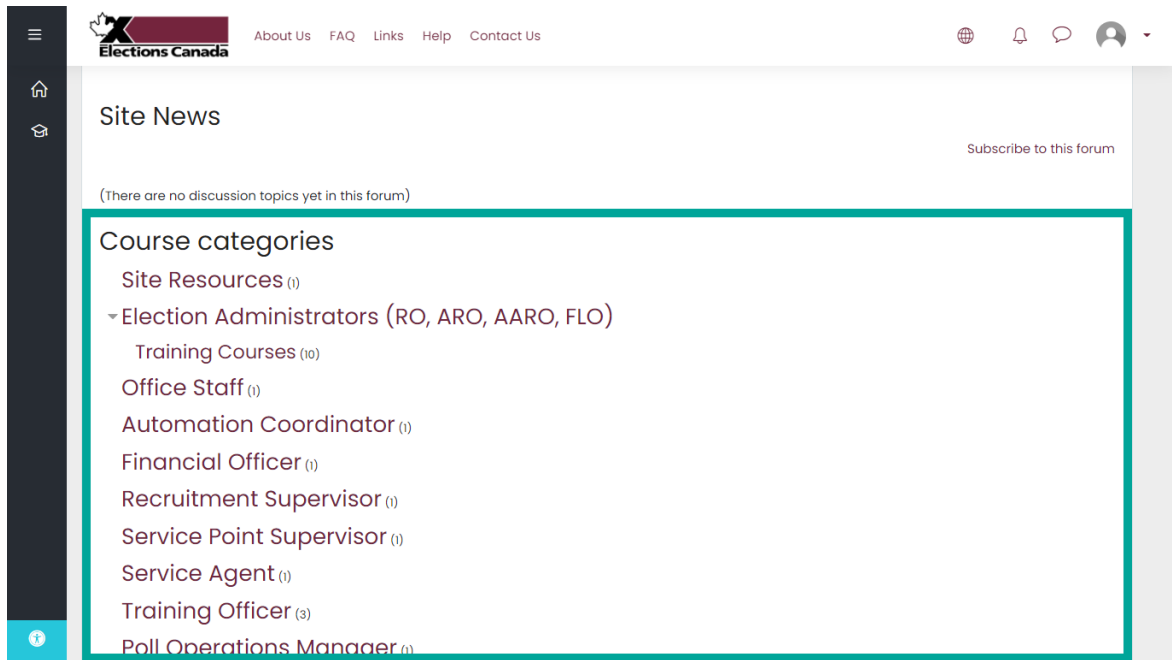 Elections Canada
About Us FAQ Links Help Contact Us
Site News
Subscribe to this forum
(There are no discussion topics yet in this forum)
Course categories
Site Resources (1)
Election Administrators (RO, ARO, AARO, FLO)
Training Courses (10)
Office Staff (1)
Automation Coordinator (1)
Financial Officer (1)
Recruitment Supervisor (1)
Service Point Supervisor (1)
Service Agent (1)
Training Officer (3)
Poll Operations Manager (1)